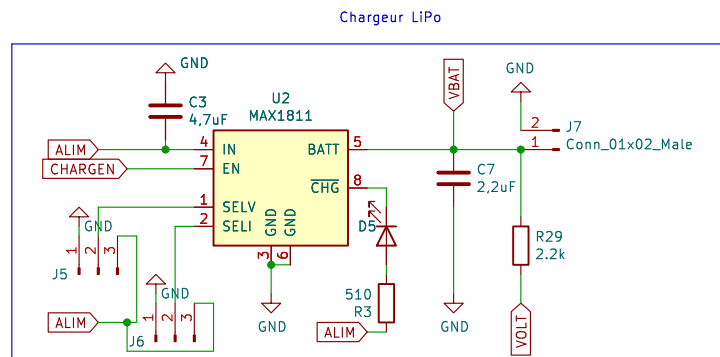 Chargeur LiPo
GND
C3
4,7uF
U2
MAX1811
ALIM
CHARGEN
4
IN
7
EN
1
SELV
2
SELI
BATT
5
CHG
8
GND
GND
3
6
GND
VBAT
GND
2
1
J7
Conn_01x02_Male
C7
2,2uF
GND
D5
510
R3
ALIM
R29
2.2k
VOLT
GND
1
2
3
J5
GND
1
2
3
J6
ALIM